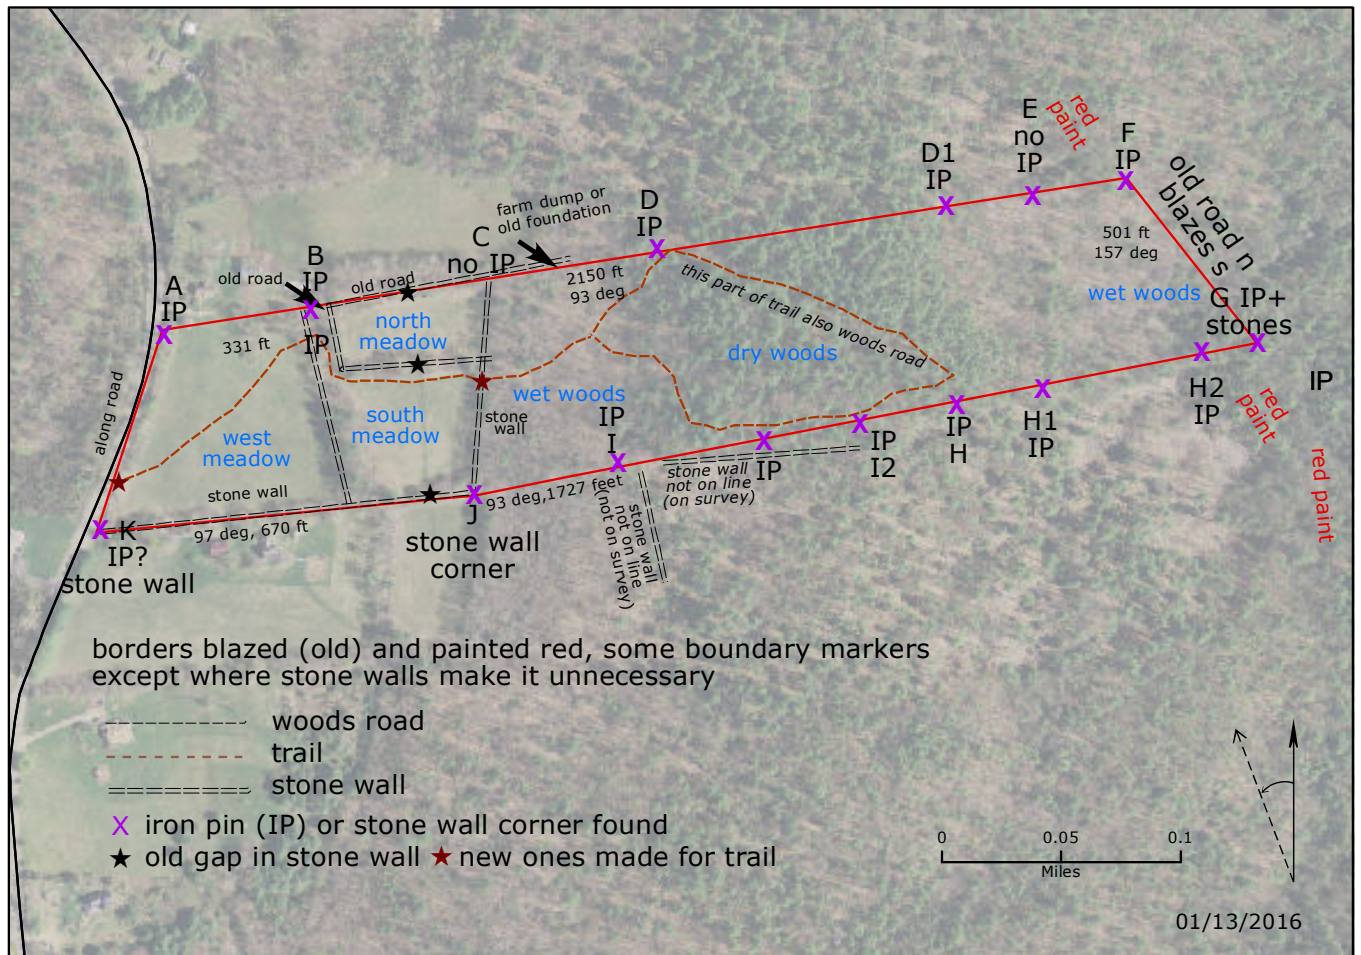 E
no
IP
red
paint
F
IP
D1
IP
old road n
blazes s
farm dump or
old foundation
D
IP
501 ft
157 deg
C
no IP
B
IP
old road
old road
2150 ft
93 deg
this part of trail also woods road
wet woods
G IP+
stones
A
IP
331 ft
IP
north
meadow
dry woods
along road
wet woods
H2
IP
IP
red
paint
south
meadow
stone
wall
IP
I
IP
H
H1
IP
west
meadow
IP
I2
IP
stone wall
not on line
(on survey)
red paint
stone wall
93 deg,1727 feet
J
stone wall
corner
stone wall
not on line
(not on survey)
97 deg, 670 ft
K
IP?
stone wall
borders blazed (old) and painted red, some boundary markers
except where stone walls make it unnecessary
woods road
trail
stone wall
X iron pin (IP) or stone wall corner found
★ old gap in stone wall ★ new ones made for trail
0 0.05 0.1
Miles
01/13/2016